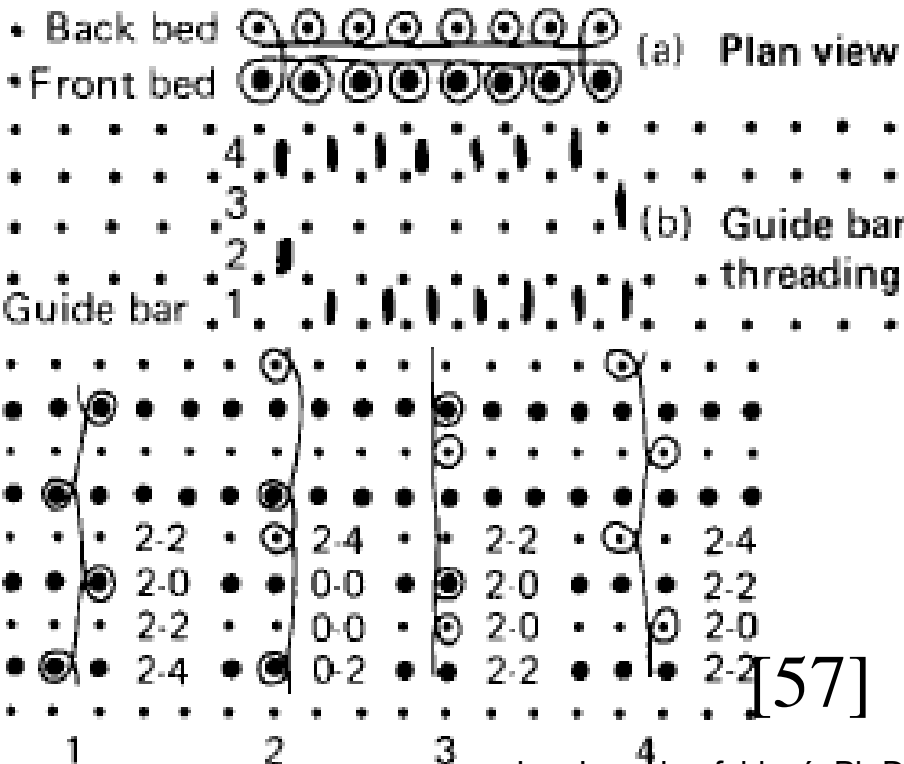 • Back bed
(a) Plan view
• Front bed
4
3
(b) Guide bar
2
threading
Guide bar 1
2-2 2-4 2-2 2-4
2-0 0-0 2-0 2-2
2-2 0-0 2-0 2-0
2-4 0-2 2-2 2-2
[57]
1 2 3 4